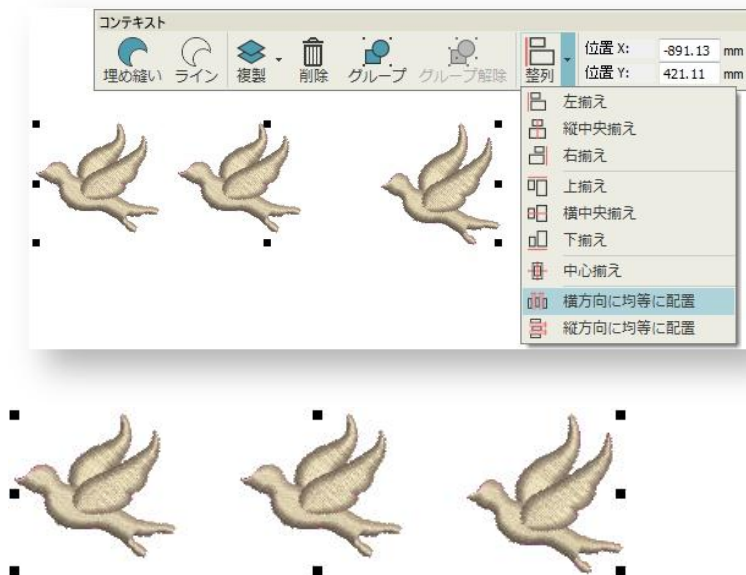 コンテキスト
埋め縫い ライン 複製 削除 グループ グループ解除 整列 位置 X: -891.13 mm
位置 Y: 421.11 mm
左揃え
縦中央揃え
右揃え
上揃え
横中央揃え
下揃え
中心揃え
横方向に均等に配置
縦方向に均等に配置